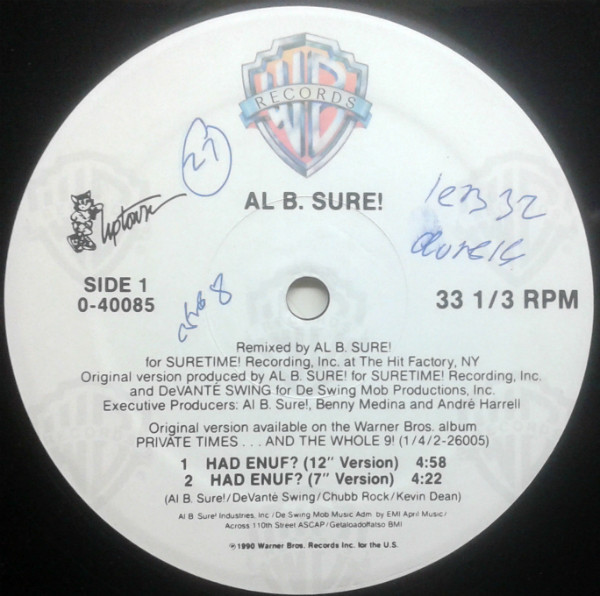 WB
RECORDS
27
Uptown
AL B. SURE!
SIDE 1
0-40085
33 1/3 RPM
Remixed by AL B. SURE!
for SURETIME! Recording, Inc. at The Hit Factory, NY
Original version produced by AL B. SURE! for SURETIME! Recording, Inc.
and DeVANTÉ SWING for De Swing Mob Productions, Inc.
Executive Producers: Al B. Sure!, Benny Medina and André Harrell
Original version available on the Warner Bros. album
PRIVATE TIMES . . . AND THE WHOLE 9! (1/4/2-26005)
1 HAD ENUF? (12" Version) 4:58
2 HAD ENUF? (7" Version) 4:22
(Al B. Sure!/DeVanté Swing/Chubb Rock/Kevin Dean)
Al B. Sure! Industries, Inc./De Swing Mob Music Adm. by EMI April Music/
Across 110th Street ASCAP/Getaloadoffatso BMI
℗1990 Warner Bros. Records Inc. for the U.S.